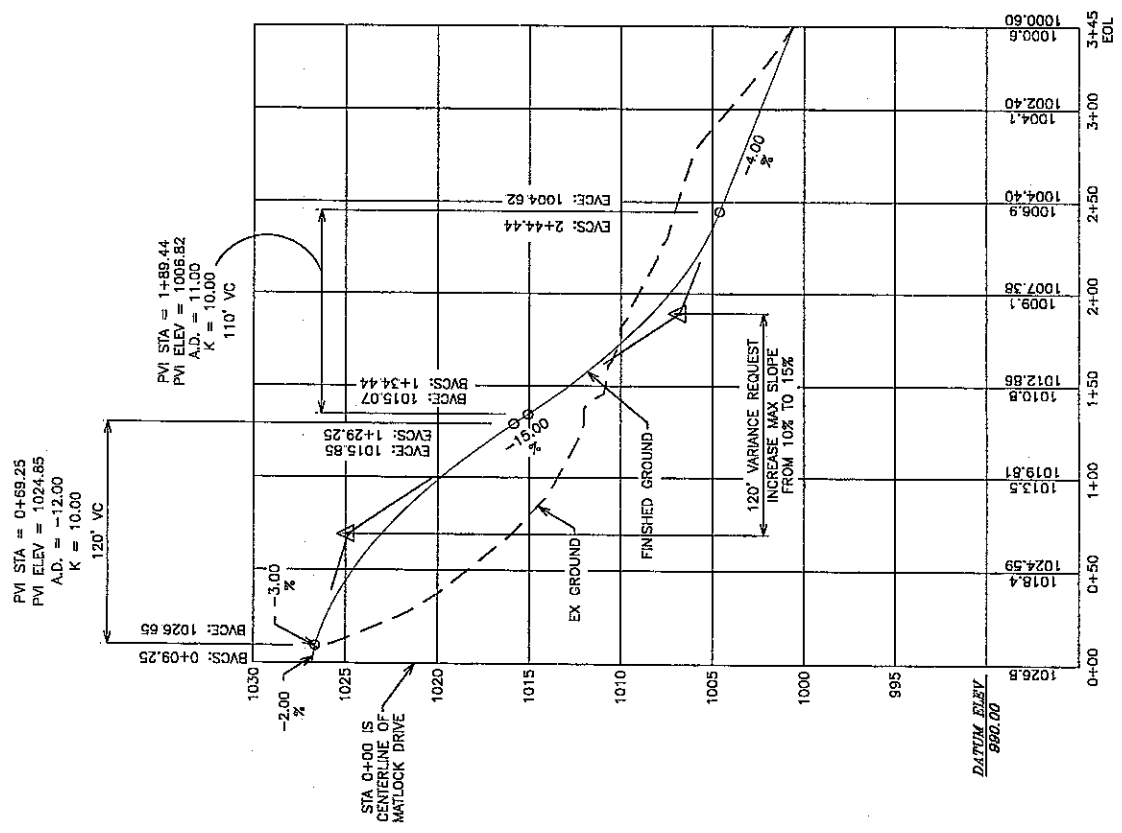 PVI STA = 0+69.25
PVI ELEV = 1024.85
A.D. = -12.00
K = 10.00
120' VC
PVI STA = 1+89.44
PVI ELEV = 1006.82
A.D. = 11.00
K = 10.00
110' VC
BVCS: 0+09.25
BVCE: 1026.65
EVCS: 1+29.25
EVCE: 1015.85
BVCS: 1+34.44
BVCE: 1015.07
EVCS: 2+44.44
EVCE: 1004.62
-2.00
%
-3.00
%
-15.00
%
-4.00
%
1030
1025
1020
1015
1010
1005
1000
995
STA 0+00 IS
CENTERLINE OF
MATLOCK DRIVE
EX GROUND
FINISHED GROUND
120' VARIANCE REQUEST
INCREASE MAX SLOPE
FROM 10% TO 15%
DATUM ELEV
990.00
1026.8
1018.4
1024.59
1013.5
1019.81
1010.8
1012.86
1009.1
1007.38
1006.9
1004.40
1004.1
1002.40
1000.6
1000.60
0+00
0+50
1+00
1+50
2+00
2+50
3+00
3+45
EOL